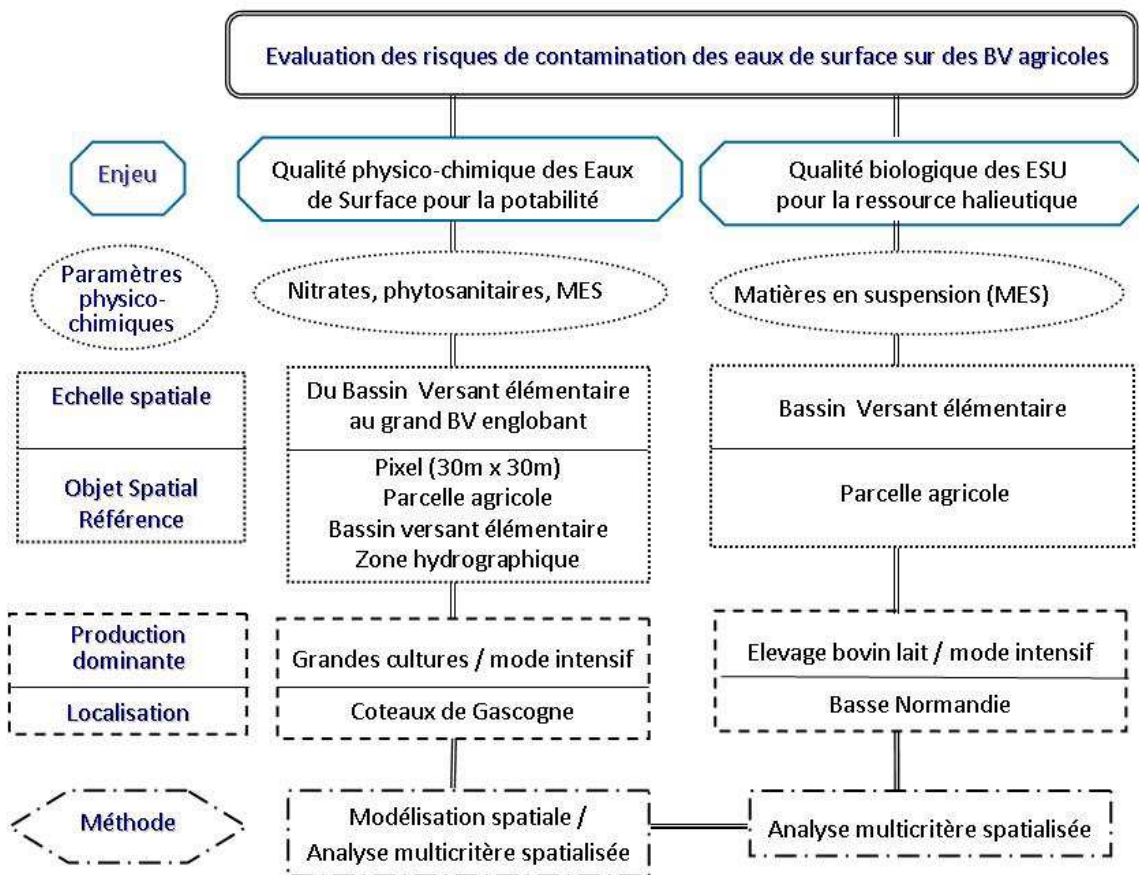 Evaluation des risques de contamination des eaux de surface sur des BV agricoles
Enjeu
Qualité physico-chimique des Eaux
de Surface pour la potabilité
Qualité biologique des ESU
pour la ressource halieutique
Paramètres
physico-
chimiques
Nitrates, phytosanitaires, MES
Matières en suspension (MES)
Echelle spatiale
Du Bassin Versant élémentaire
au grand BV englobant
Bassin Versant élémentaire
Objet Spatial
Référence
Pixel (30m x 30m)
Parcelle agricole
Bassin versant élémentaire
Zone hydrographique
Parcelle agricole
Production
dominante
Grandes cultures / mode intensif
Elevage bovin lait / mode intensif
Localisation
Coteaux de Gascogne
Basse Normandie
Méthode
Modélisation spatiale /
Analyse multicritère spatialisée
Analyse multicritère spatialisée